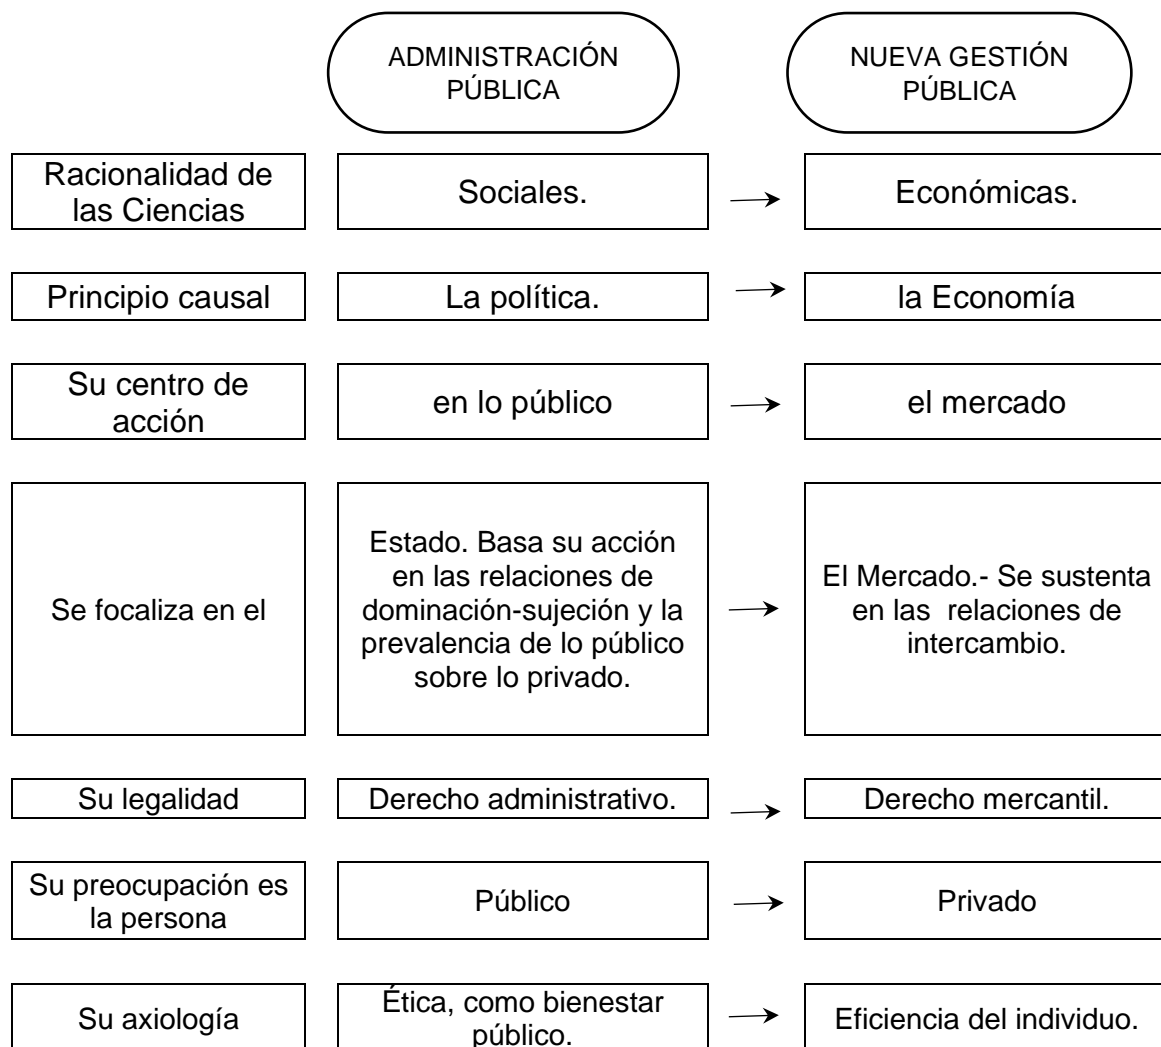 ADMINISTRACIÓN
PÚBLICA
NUEVA GESTIÓN
PÚBLICA
Racionalidad de
las Ciencias
Sociales.
Económicas.
Principio causal
La política.
la Economía
Su centro de
acción
en lo público
el mercado
Se focaliza en el
Estado. Basa su acción
en las relaciones de
dominación-sujeción y la
prevalencia de lo público
sobre lo privado.
El Mercado.- Se sustenta
en las relaciones de
intercambio.
Su legalidad
Derecho administrativo.
Derecho mercantil.
Su preocupación es
la persona
Público
Privado
Su axiología
Ética, como bienestar
público.
Eficiencia del individuo.